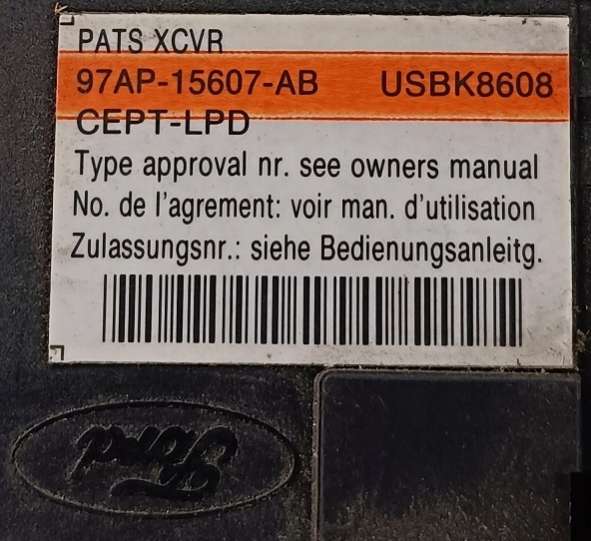 PATS XCVR
97AP-15607-AB USBK8608
CEPT-LPD
Type approval nr. see owners manual
No. de l'agrement: voir man. d'utilisation
Zulassungsnr.: siehe Bedienungsanleitg.
Ford